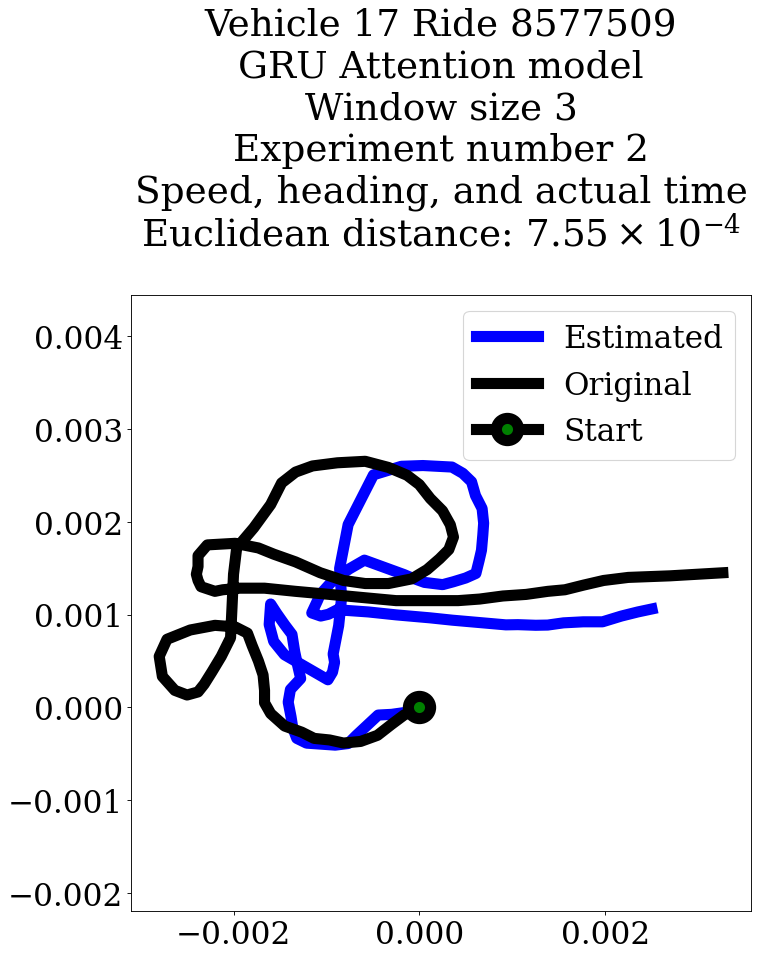 Vehicle 17 Ride 8577509
GRU Attention model
Window size 3
Experiment number 2
Speed, heading, and actual time
Euclidean distance: 7.55 × 10⁻⁴
Estimated
Original
Start
0.004
0.003
0.002
0.001
0.000
−0.001
−0.002
−0.002 0.000 0.002